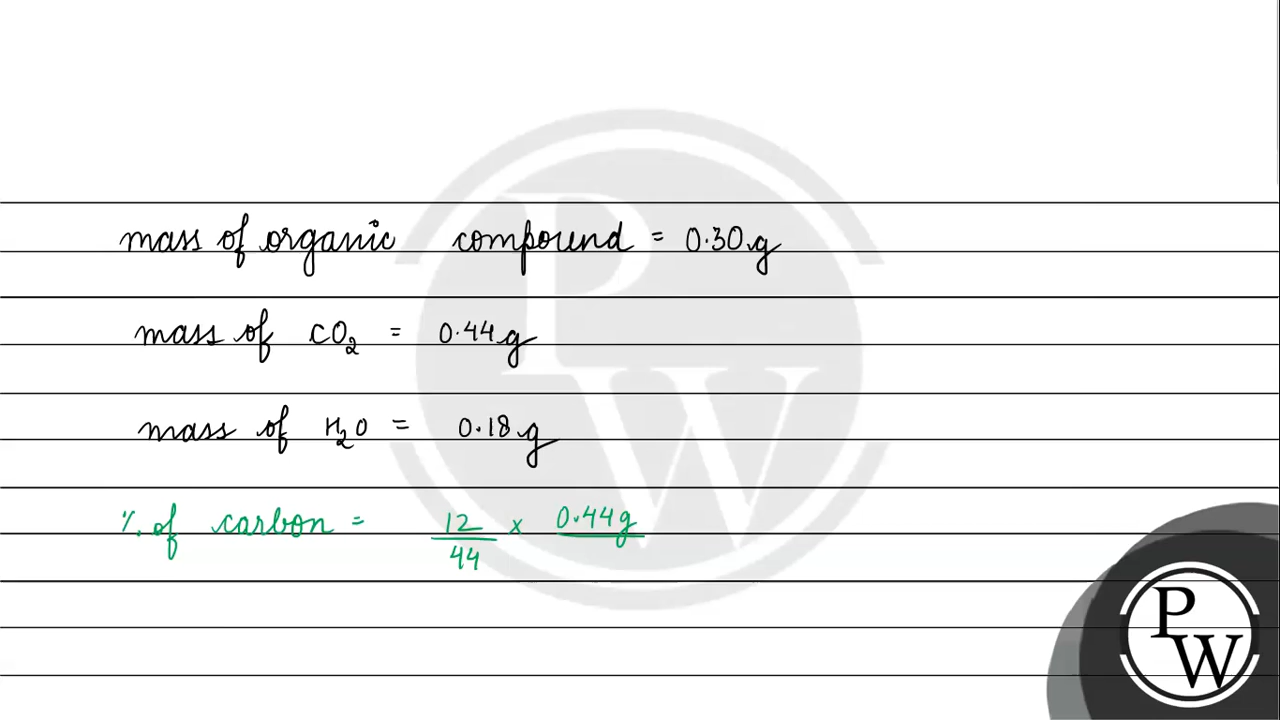 mass of organic compound = 0.30 g
mass of CO₂ = 0.44 g
mass of H₂O = 0.18 g
% of carbon = 12/44 × 0.44g/
P
W
P
W